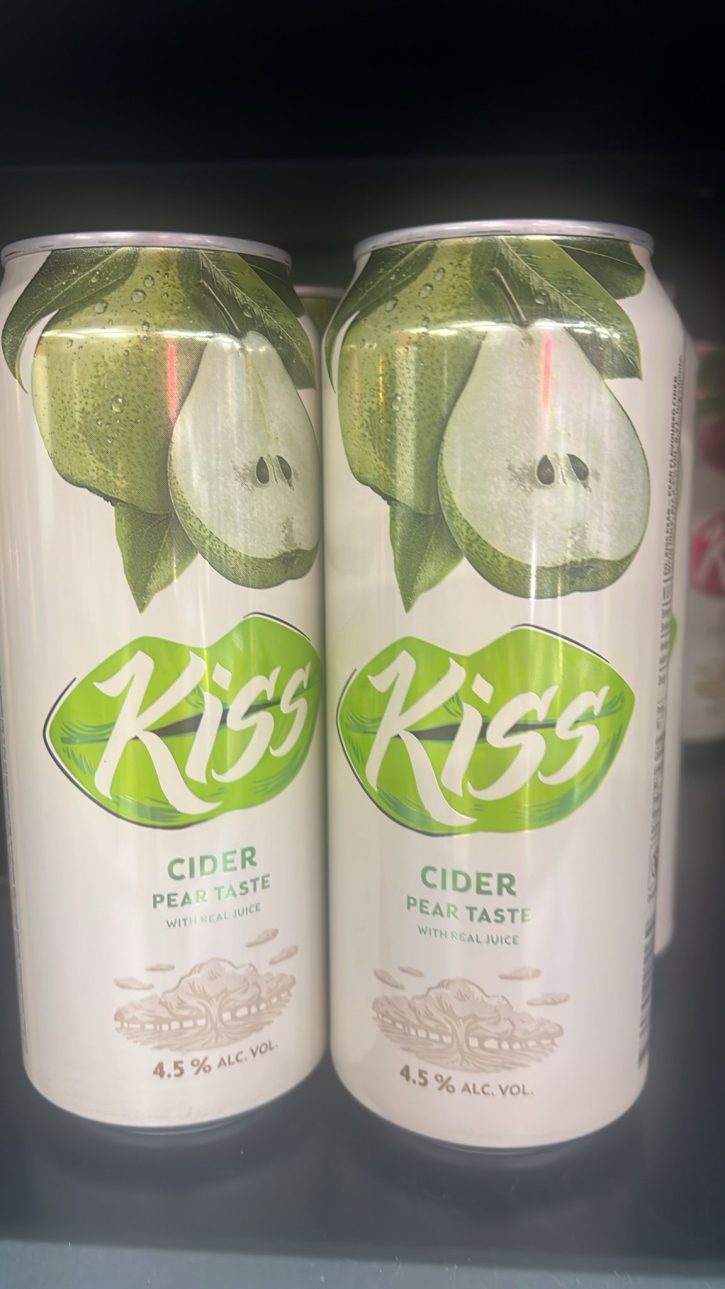 Kiss
CIDER
PEAR TASTE
WITH REAL JUICE
4.5 % ALC. VOL.
Kiss
CIDER
PEAR TASTE
WITH REAL JUICE
4.5 % ALC. VOL.